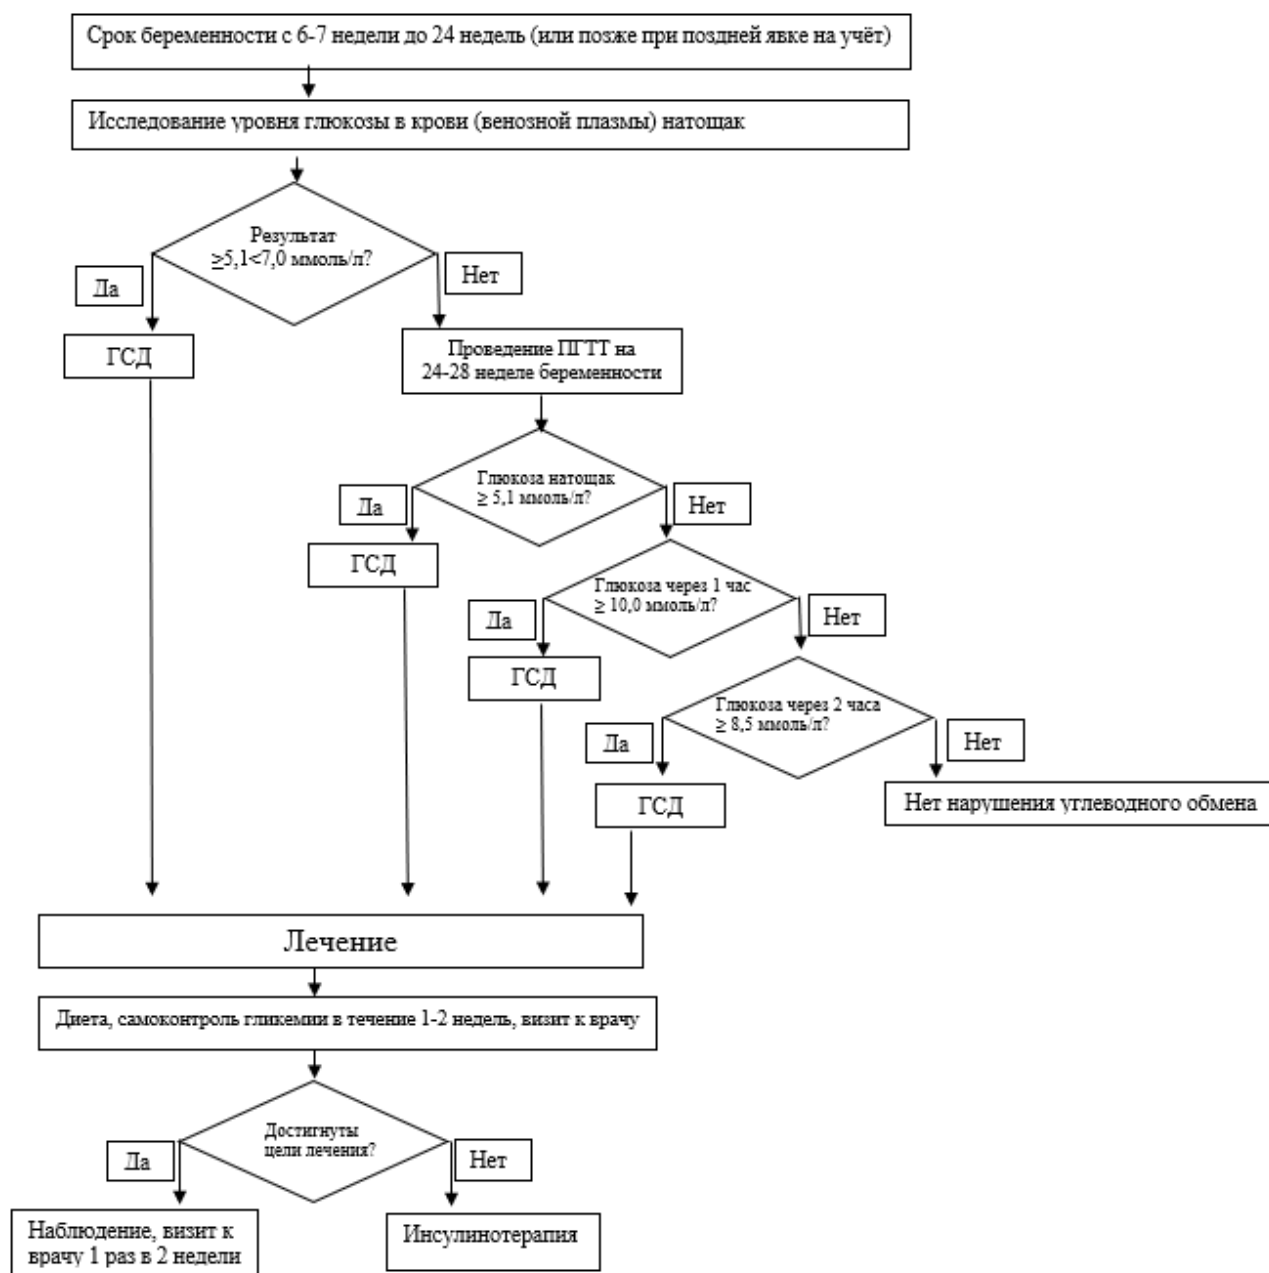 Срок беременности с 6-7 недели до 24 недель (или позже при поздней явке на учёт)
Исследование уровня глюкозы в крови (венозной плазмы) натощак
Результат
≥5,1<7,0 ммоль/л?
Да
Нет
ГСД
Проведение ПГТТ на
24-28 неделе беременности
Глюкоза натощак
≥ 5,1 ммоль/л?
Да
Нет
ГСД
Глюкоза через 1 час
≥ 10,0 ммоль/л?
Да
Нет
ГСД
Глюкоза через 2 часа
≥ 8,5 ммоль/л?
Да
Нет
ГСД
Нет нарушения углеводного обмена
Лечение
Диета, самоконтроль гликемии в течение 1-2 недель, визит к врачу
Достигнуты
цели лечения?
Да
Нет
Наблюдение, визит к
врачу 1 раз в 2 недели
Инсулинотерапия